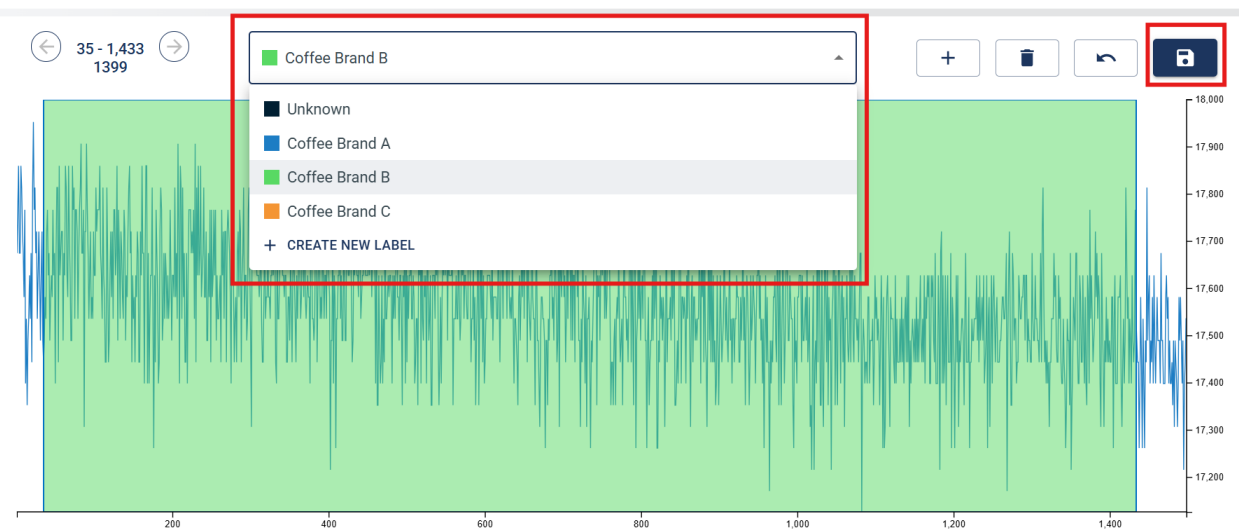 35 - 1,433
1399
Coffee Brand B
Unknown
Coffee Brand A
Coffee Brand B
Coffee Brand C
+ CREATE NEW LABEL
18,000
17,900
17,800
17,700
17,600
17,500
17,400
17,300
17,200
200
400
600
800
1,000
1,200
1,400